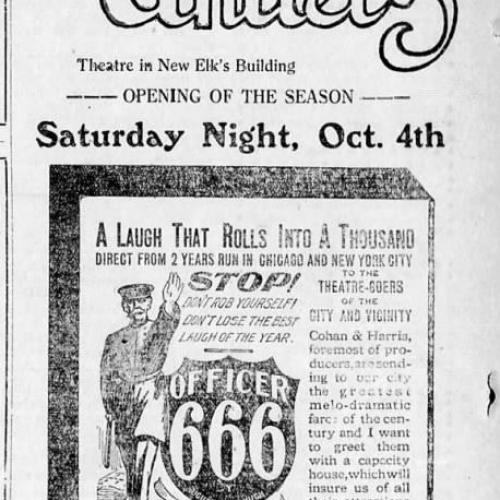 Theatre in New Elk's Building
OPENING OF THE SEASON
Saturday Night, Oct. 4th
A LAUGH THAT ROLLS INTO A THOUSAND
DIRECT FROM 2 YEARS RUN IN CHICAGO AND NEW YORK CITY
STOP!
DON'T ROB YOURSELF!
DON'T LOSE THE BEST
LAUGH OF THE YEAR.
OFFICER
666
TO THE
THEATRE-GOERS
OF THE
CITY AND VICINITY
Cohan & Harris,
foremost of pro-
ducers, are send-
ing to our city
the greatest
melo-dramatic
farce of the cen-
tury and I want
to greet them
with a capacity
house, which will
insure us of all